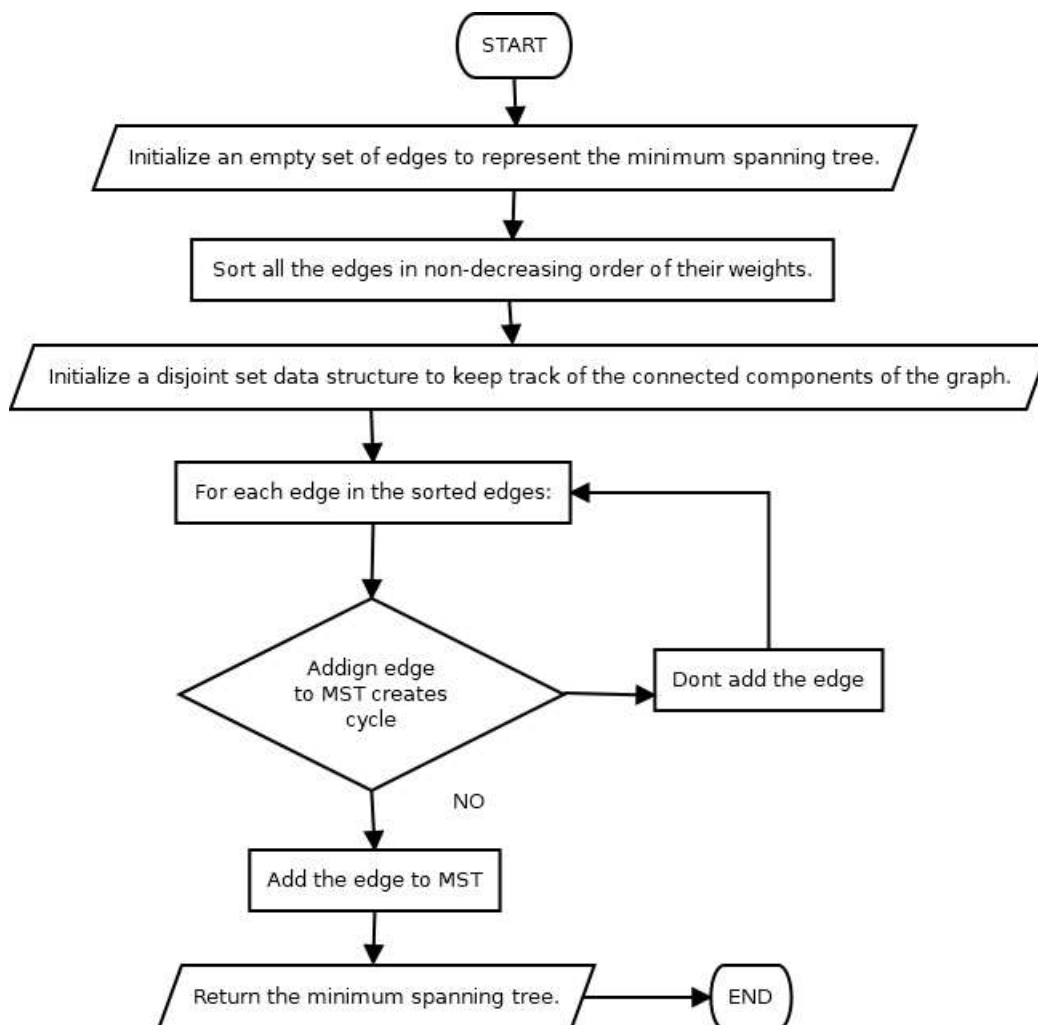 START
Initialize an empty set of edges to represent the minimum spanning tree.
Sort all the edges in non-decreasing order of their weights.
Initialize a disjoint set data structure to keep track of the connected components of the graph.
For each edge in the sorted edges:
Addign edge
to MST creates
cycle
Dont add the edge
NO
Add the edge to MST
Return the minimum spanning tree.
END